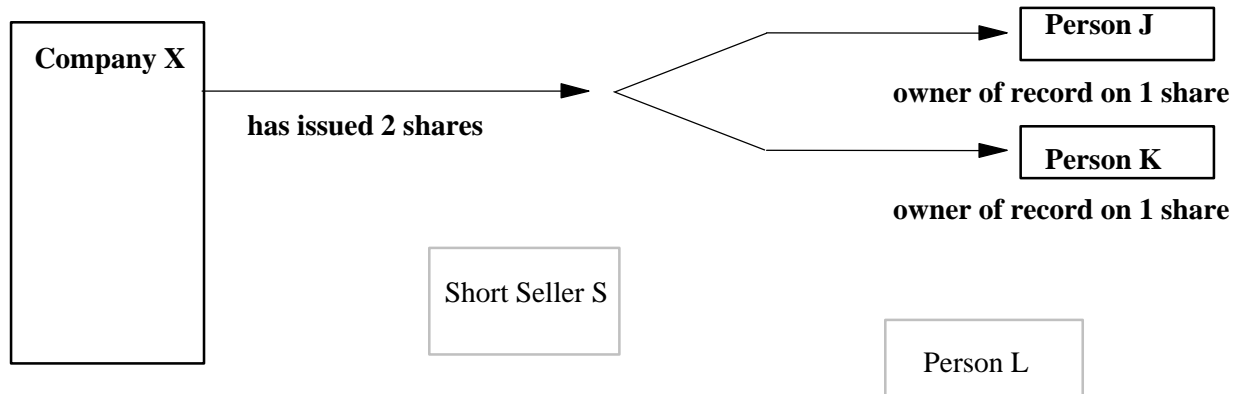 Person J
Company X
owner of record on 1 share
has issued 2 shares
Person K
owner of record on 1 share
Short Seller S
Person L